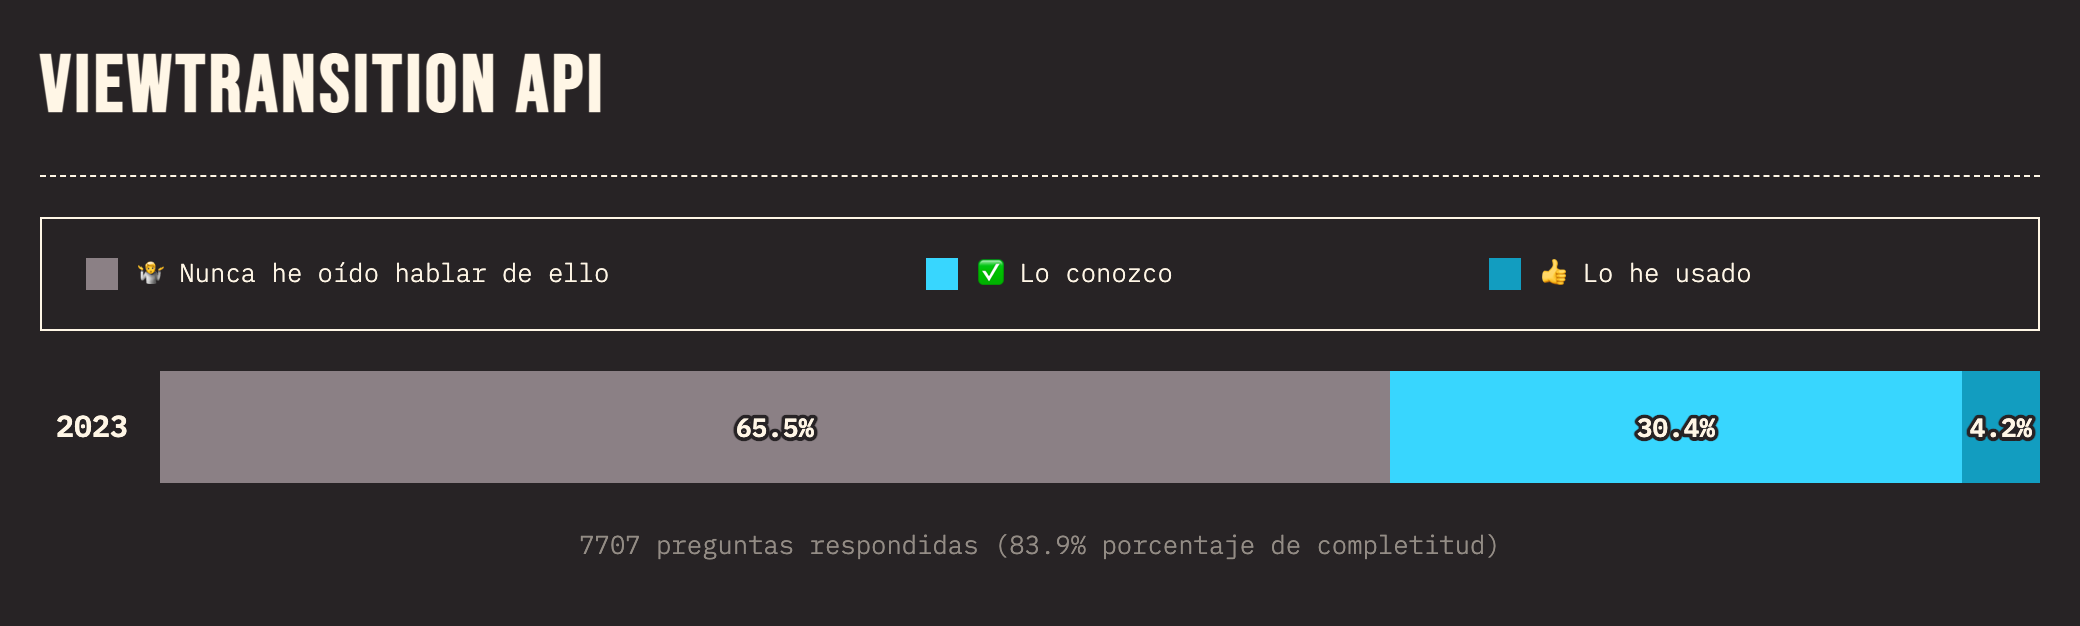 VIEWTRANSITION API
🤷 Nunca he oído hablar de ello
✅ Lo conozco
👍 Lo he usado
2023 65.5% 30.4% 4.2%
7707 preguntas respondidas (83.9% porcentaje de completitud)